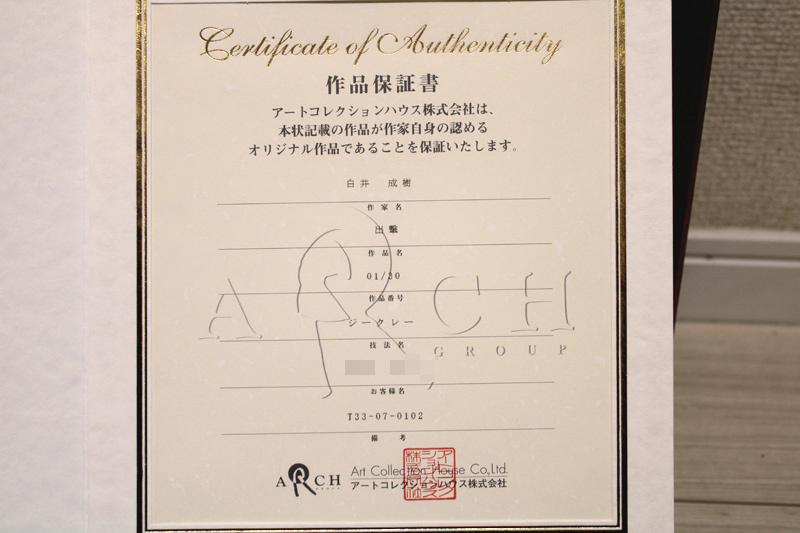 Certificate of Authenticity
作品保証書
アートコレクションハウス株式会社は、
本状記載の作品が作家自身の認める
オリジナル作品であることを保証いたします。
白井 成樹
作家名
出撃
作品名
01/30
作品番号
ジークレー
技法名
ARCH
GROUP
お客様名
T33-07-0102
備考
ARCH
Art Collection House Co.,Ltd.
アートコレクションハウス株式会社